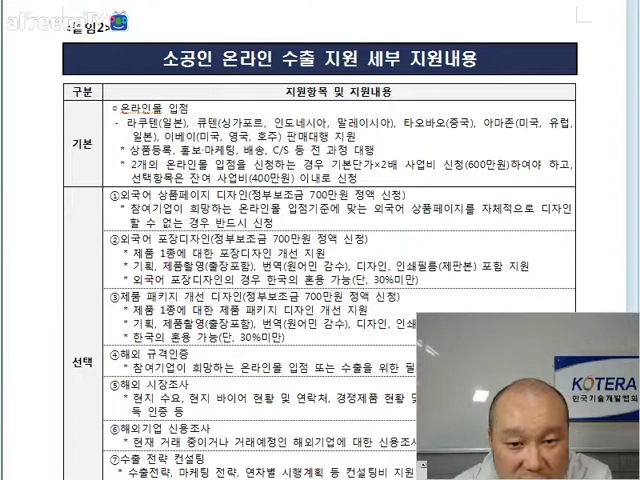 afreecaTV
<붙임2>
소공인 온라인 수출 지원 세부 지원내용
구분
지원항목 및 지원내용
기본
○온라인몰 입점
- 라쿠텐(일본), 큐텐(싱가포르, 인도네시아, 말레이시아), 타오바오(중국), 아마존(미국, 유럽,
일본), 이베이(미국, 영국, 호주) 판매대행 지원
* 상품등록, 홍보·마케팅, 배송, C/S 등 전 과정 대행
* 2개의 온라인몰 입점을 신청하는 경우 기본단가×2배 사업비 신청(600만원)하여야 하고,
선택항목은 잔여 사업비(400만원) 이내로 신청
선택
①외국어 상품페이지 디자인(정부보조금 700만원 정액 신청)
* 참여기업이 희망하는 온라인몰 입점기준에 맞는 외국어 상품페이지를 자체적으로 디자인
할 수 없는 경우 반드시 신청
②외국어 포장디자인(정부보조금 700만원 정액 신청)
* 제품 1종에 대한 포장디자인 개선 지원
* 기획, 제품촬영(출장포함), 번역(원어민 감수), 디자인, 인쇄필름(제판본) 포함 지원
* 외국어 포장디자인의 경우 한국의 혼용 가능(단, 30%미만)
③제품 패키지 개선 디자인(정부보조금 700만원 정액 신청)
* 제품 1종에 대한 제품 패키지 디자인 개선 지원
* 기획, 제품촬영(출장포함), 번역(원어민 감수), 디자인, 인쇄
* 한국의 혼용 가능(단, 30%미만)
④해외 규격인증
* 참여기업이 희망하는 온라인몰 입점 또는 수출을 위한 필
⑤해외 시장조사
* 현지 수요, 현지 바이어 현황 및 연락처, 경쟁제품 현황 및
득 인증 등
⑥해외기업 신용조사
* 현재 거래 중이거나 거래예정인 해외기업에 대한 신용조사
⑦수출 전략 컨설팅
* 수출전략, 마케팅 전략, 연차별 시행계획 등 컨설팅비 지원
KOTERA
한국기술개발협회